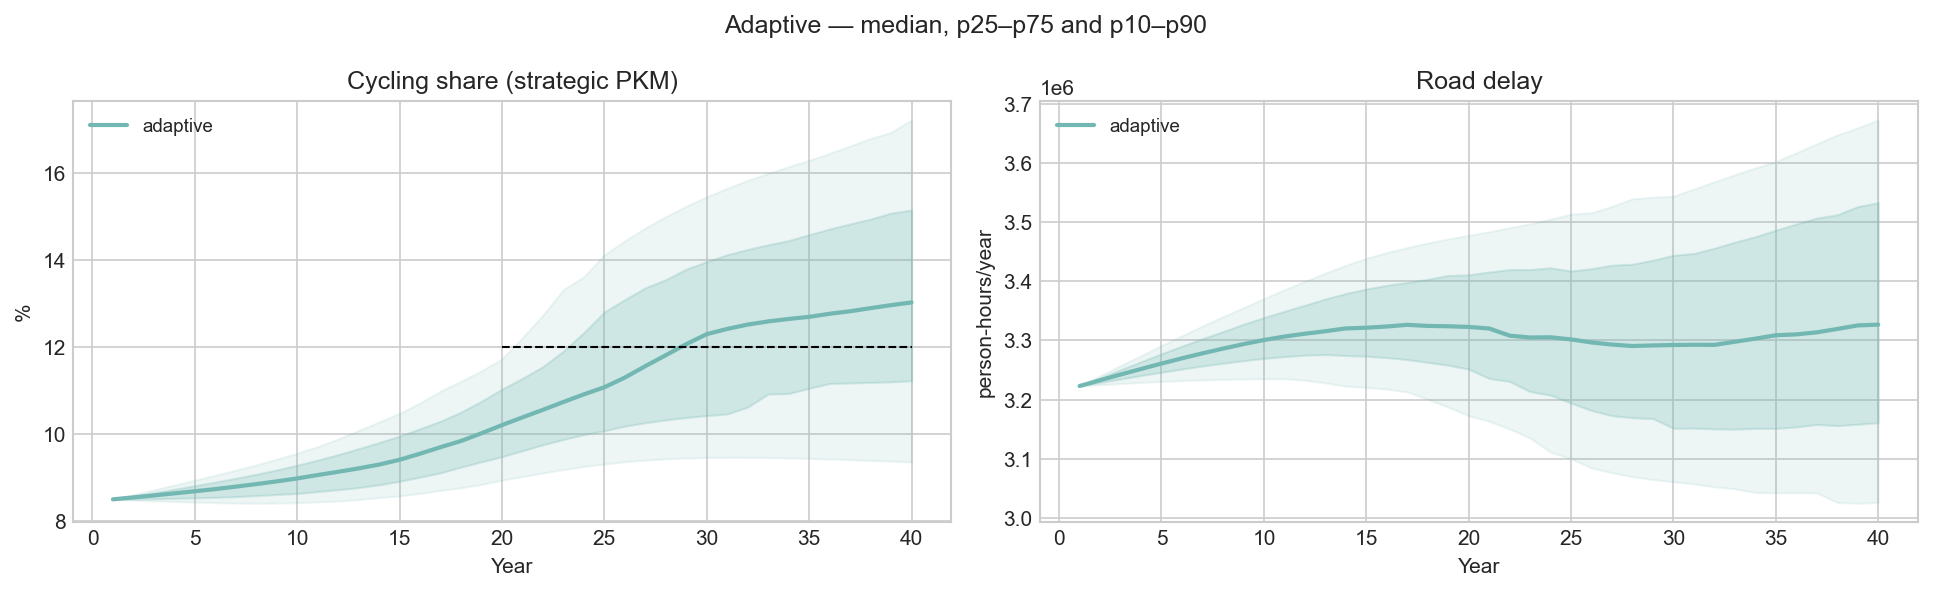 Adaptive — median, p25–p75 and p10–p90
Cycling share (strategic PKM)
adaptive
%
16
14
12
10
8
0 5 10 15 20 25 30 35 40
Year
Road delay
1e6
adaptive
person-hours/year
3.7
3.6
3.5
3.4
3.3
3.2
3.1
3.0
0 5 10 15 20 25 30 35 40
Year